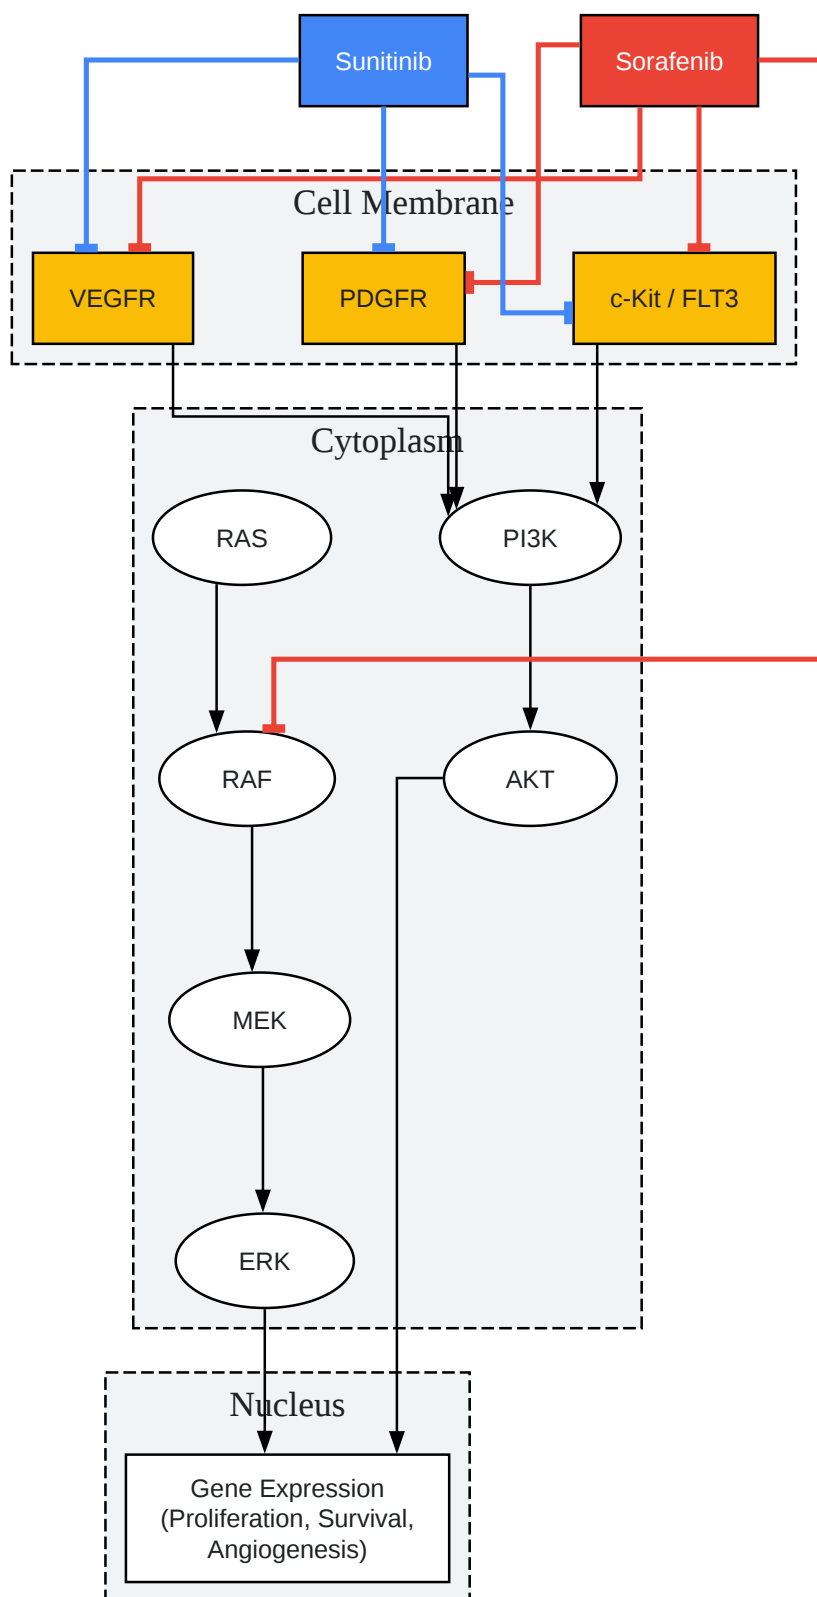 Sunitinib
Sorafenib
Cell Membrane
VEGFR
PDGFR
c-Kit / FLT3
Cytoplasm
RAS
PI3K
RAF
AKT
MEK
ERK
Nucleus
Gene Expression
(Proliferation, Survival,
Angiogenesis)